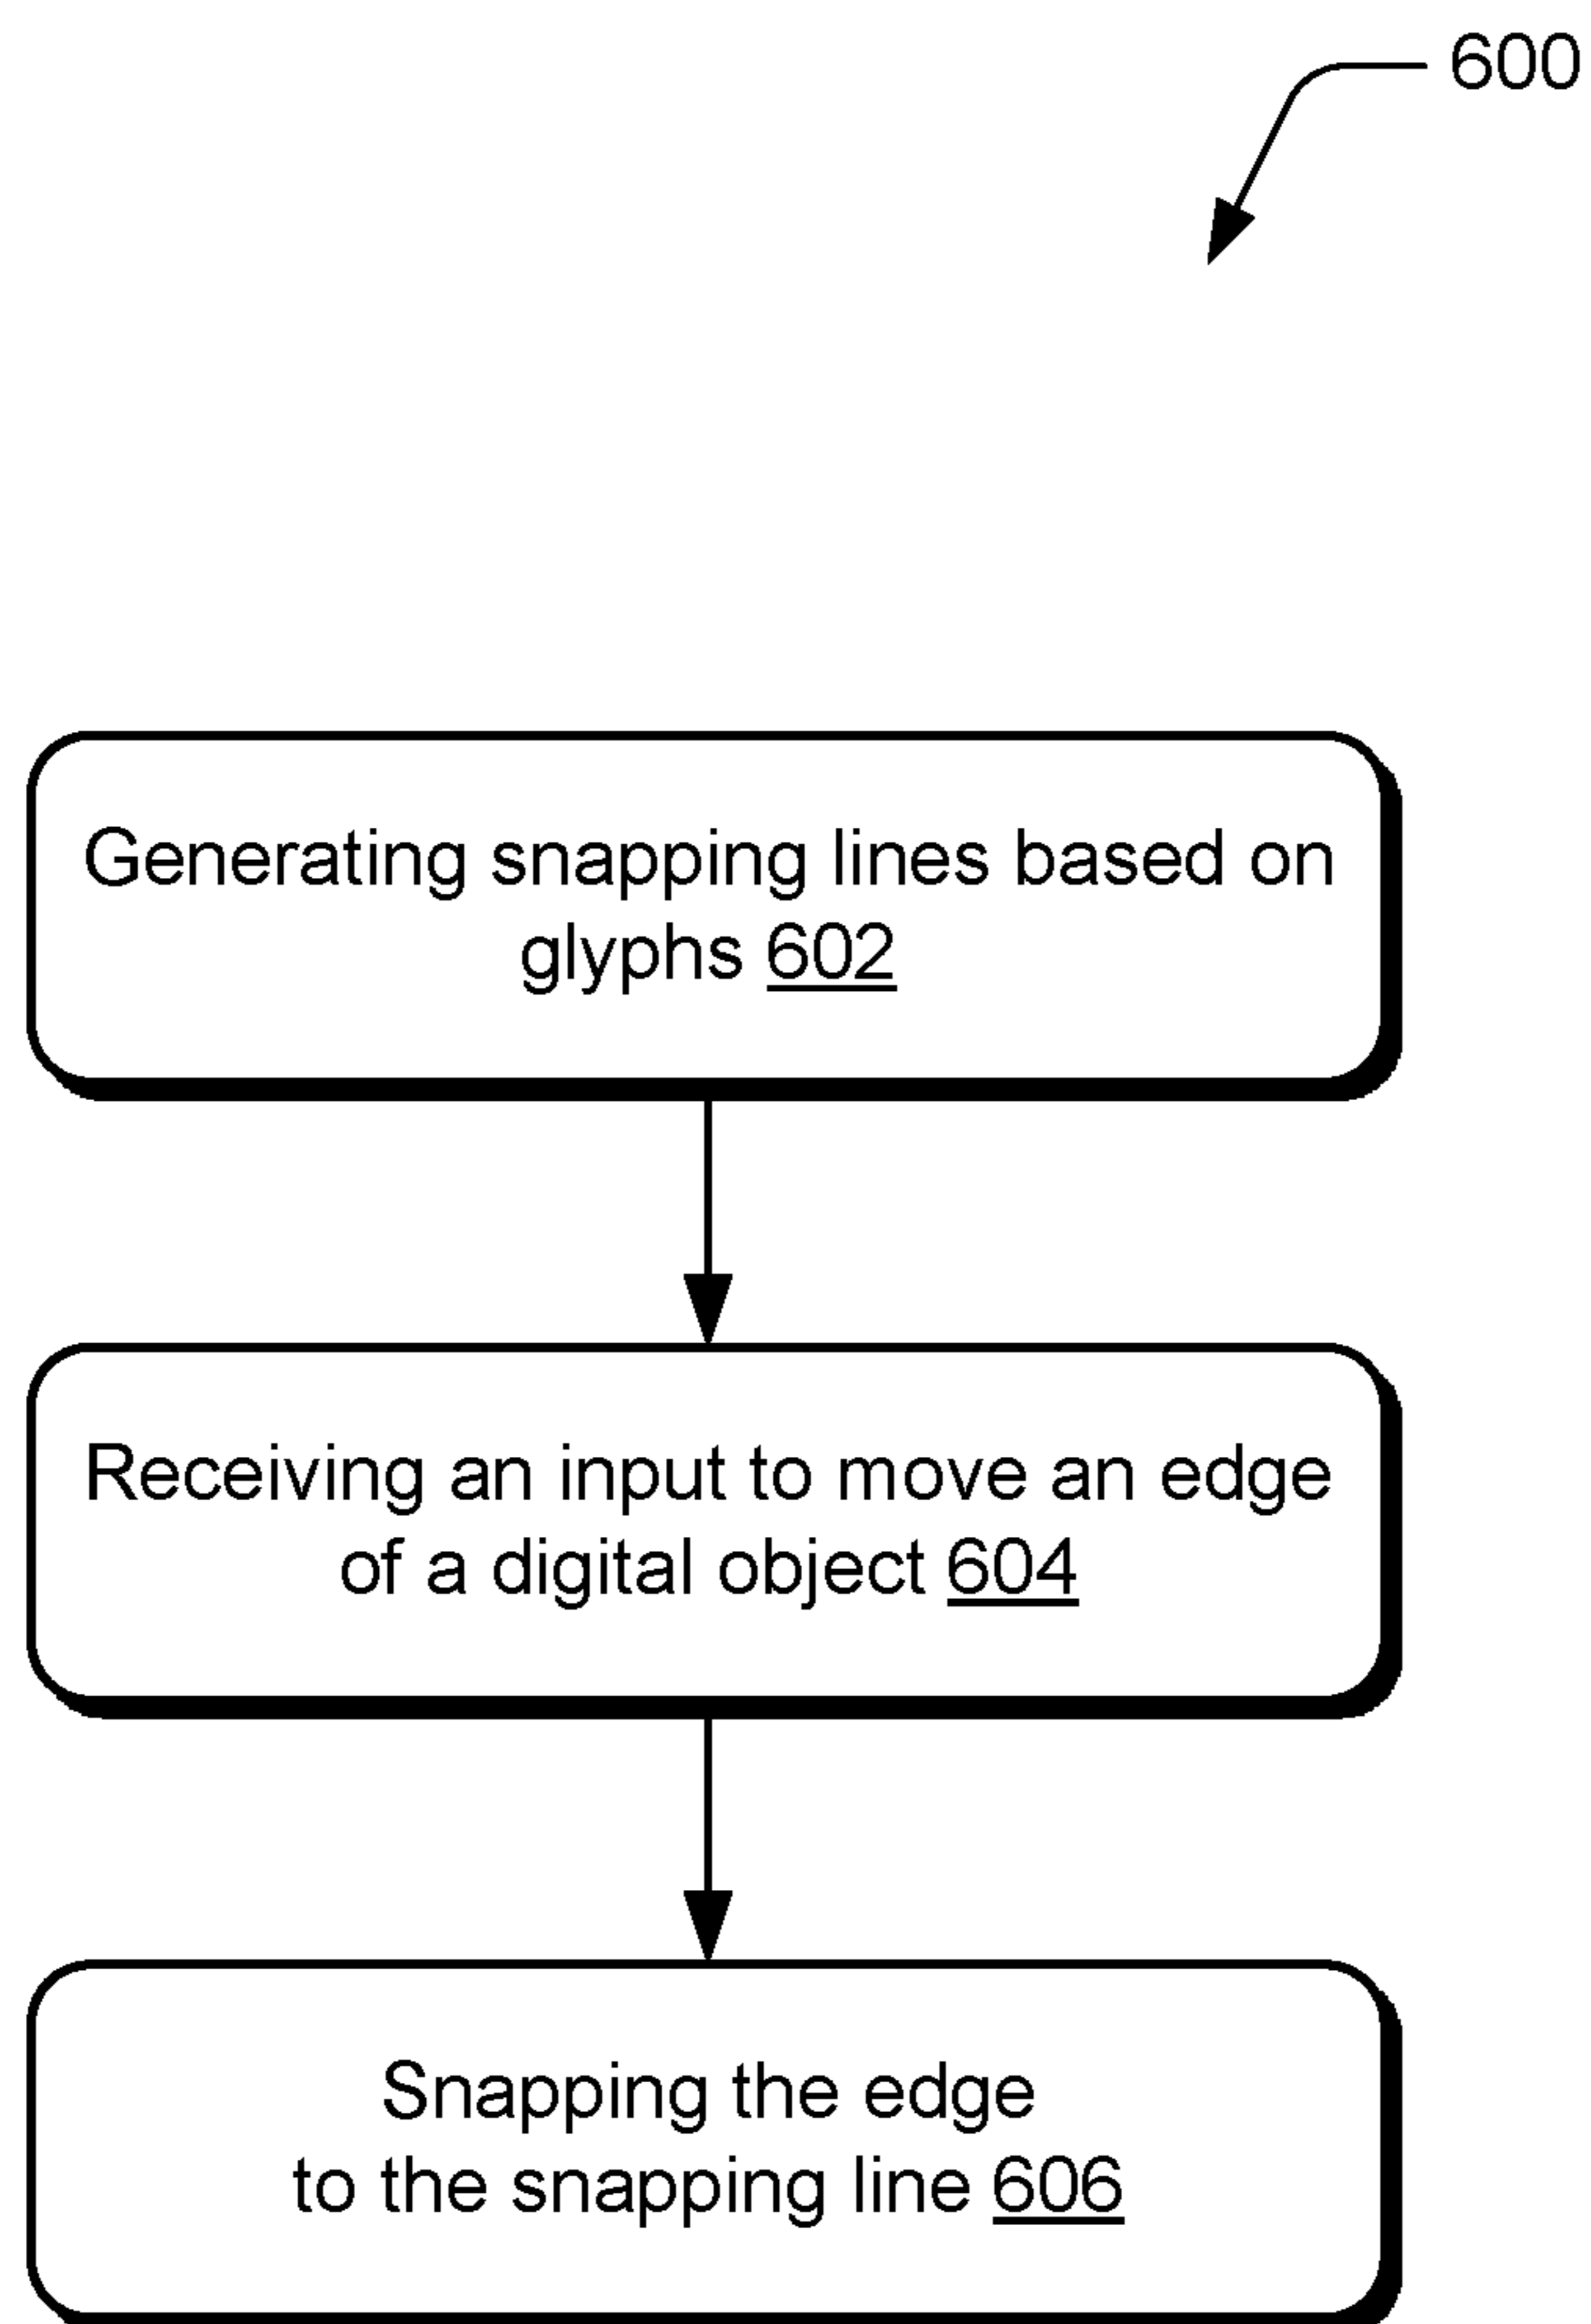 600
Generating snapping lines based on
glyphs 602
Receiving an input to move an edge
of a digital object 604
Snapping the edge
to the snapping line 606